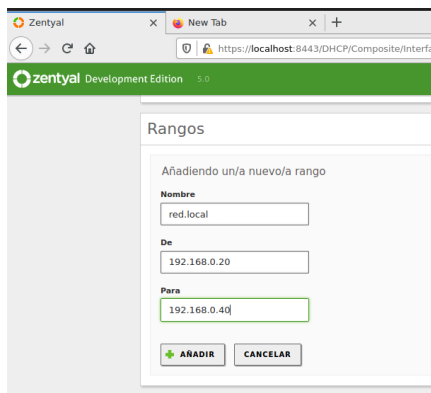 Zentyal
New Tab
https://localhost:8443/DHCP/Composite/Interfa
zentyal Development Edition 5.0
Rangos
Añadiendo un/a nuevo/a rango
Nombre
red.local
De
192.168.0.20
Para
192.168.0.40
AÑADIR CANCELAR